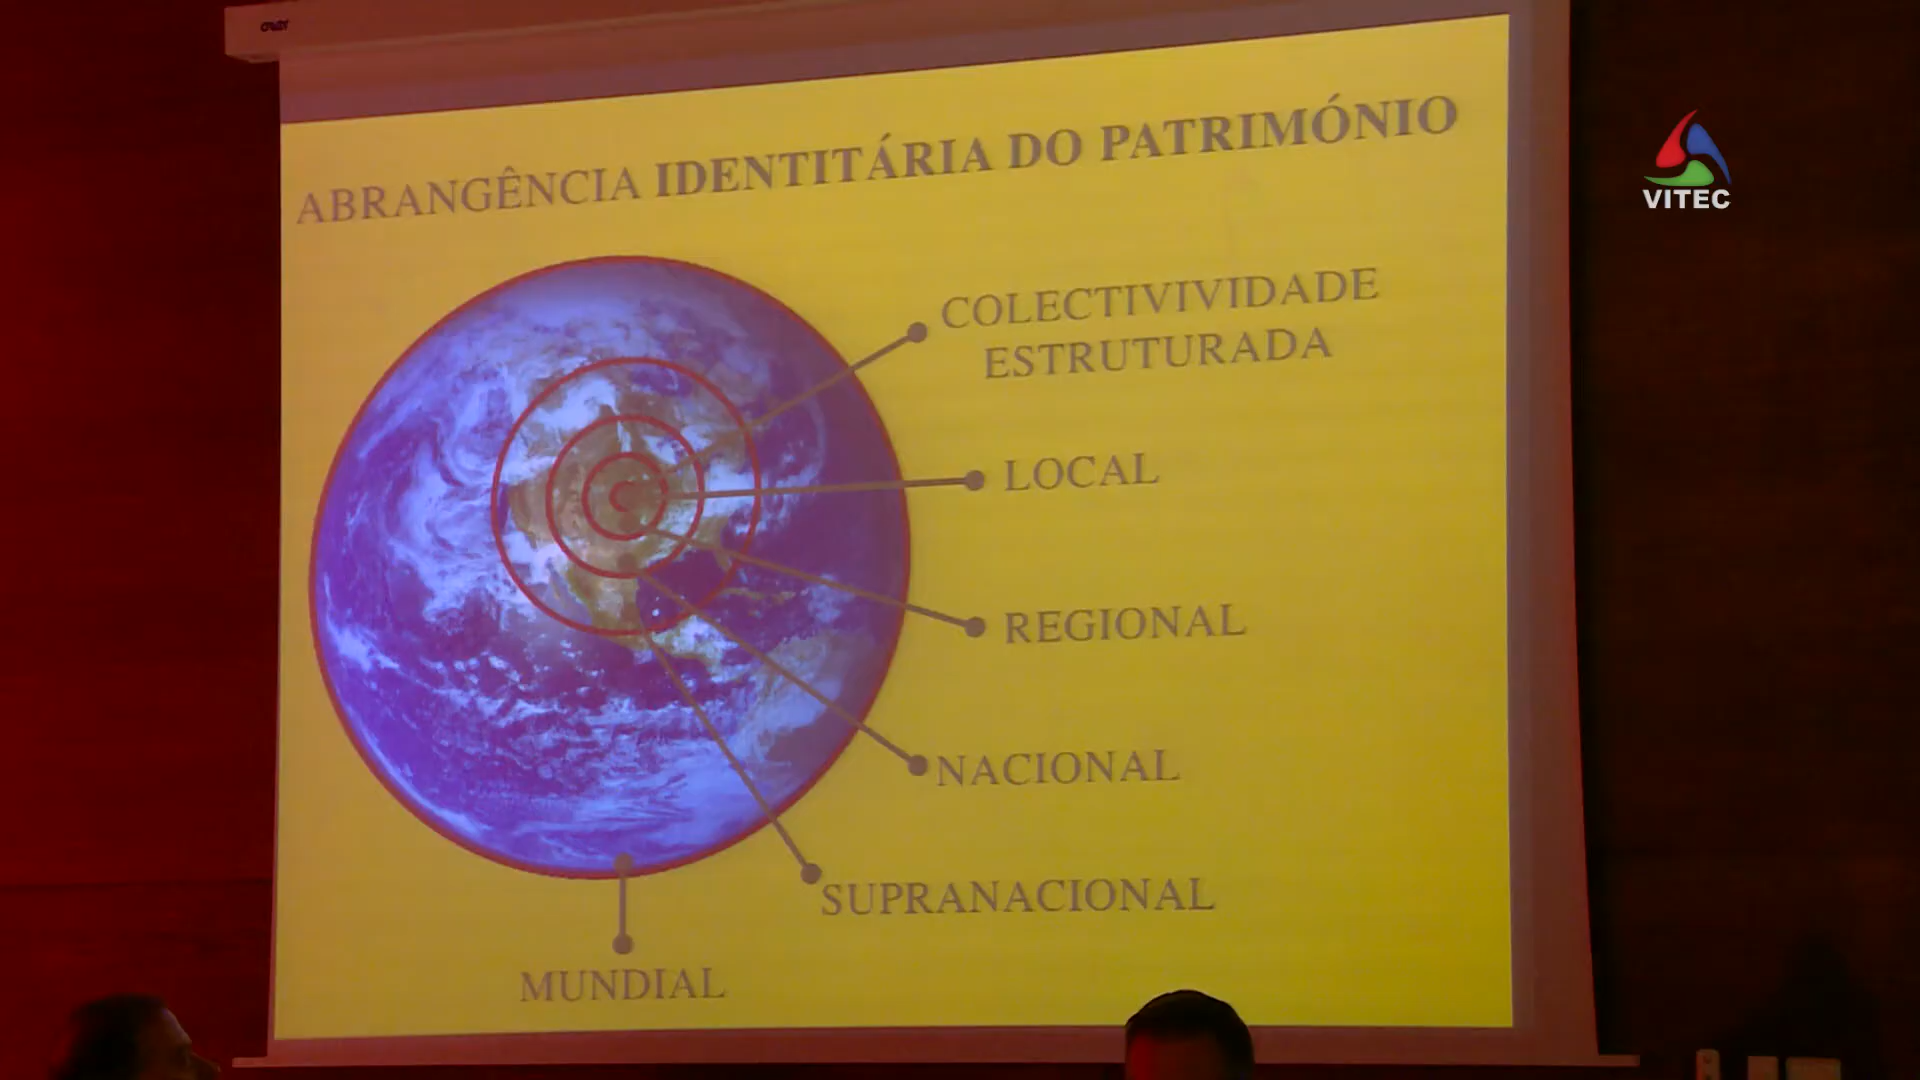 ABRANGÊNCIA IDENTITÁRIA DO PATRIMÓNIO
COLECTIVIVIDADE
ESTRUTURADA
LOCAL
REGIONAL
NACIONAL
SUPRANACIONAL
MUNDIAL
VITEC